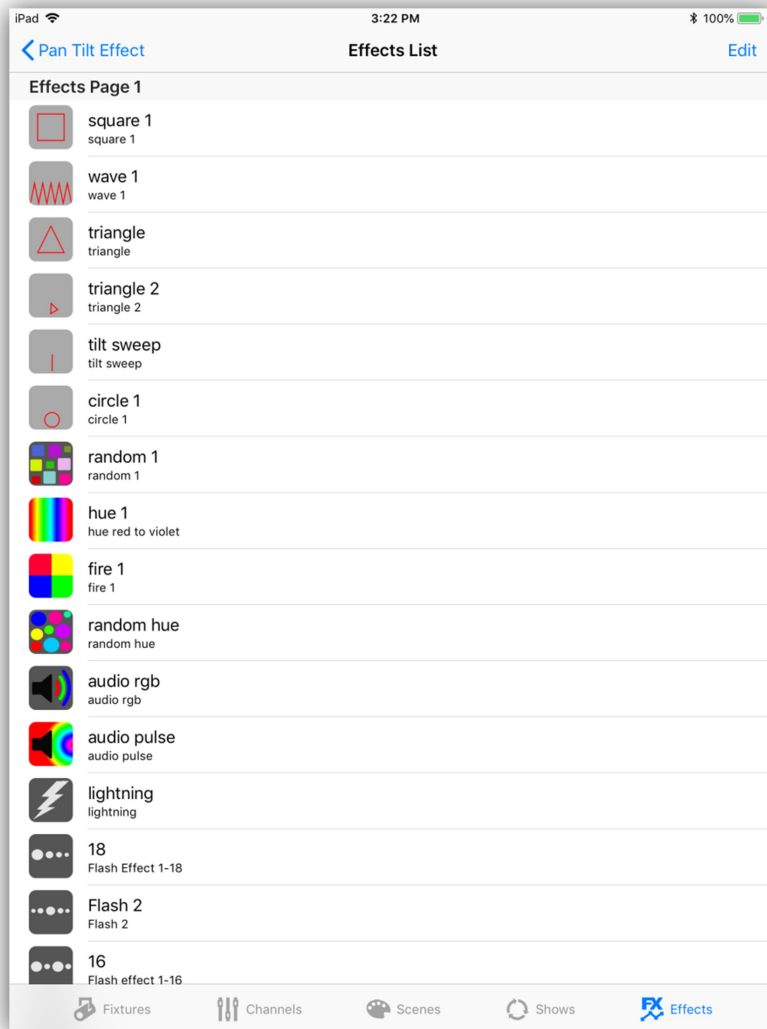 iPad 3:22 PM 100%
Pan Tilt Effect Effects List Edit
Effects Page 1
square 1
square 1
wave 1
wave 1
triangle
triangle
triangle 2
triangle 2
tilt sweep
tilt sweep
circle 1
circle 1
random 1
random 1
hue 1
hue red to violet
fire 1
fire 1
random hue
random hue
audio rgb
audio rgb
audio pulse
audio pulse
lightning
lightning
18
Flash Effect 1-18
Flash 2
Flash 2
16
Flash effect 1-16
Fixtures Channels Scenes Shows FX Effects